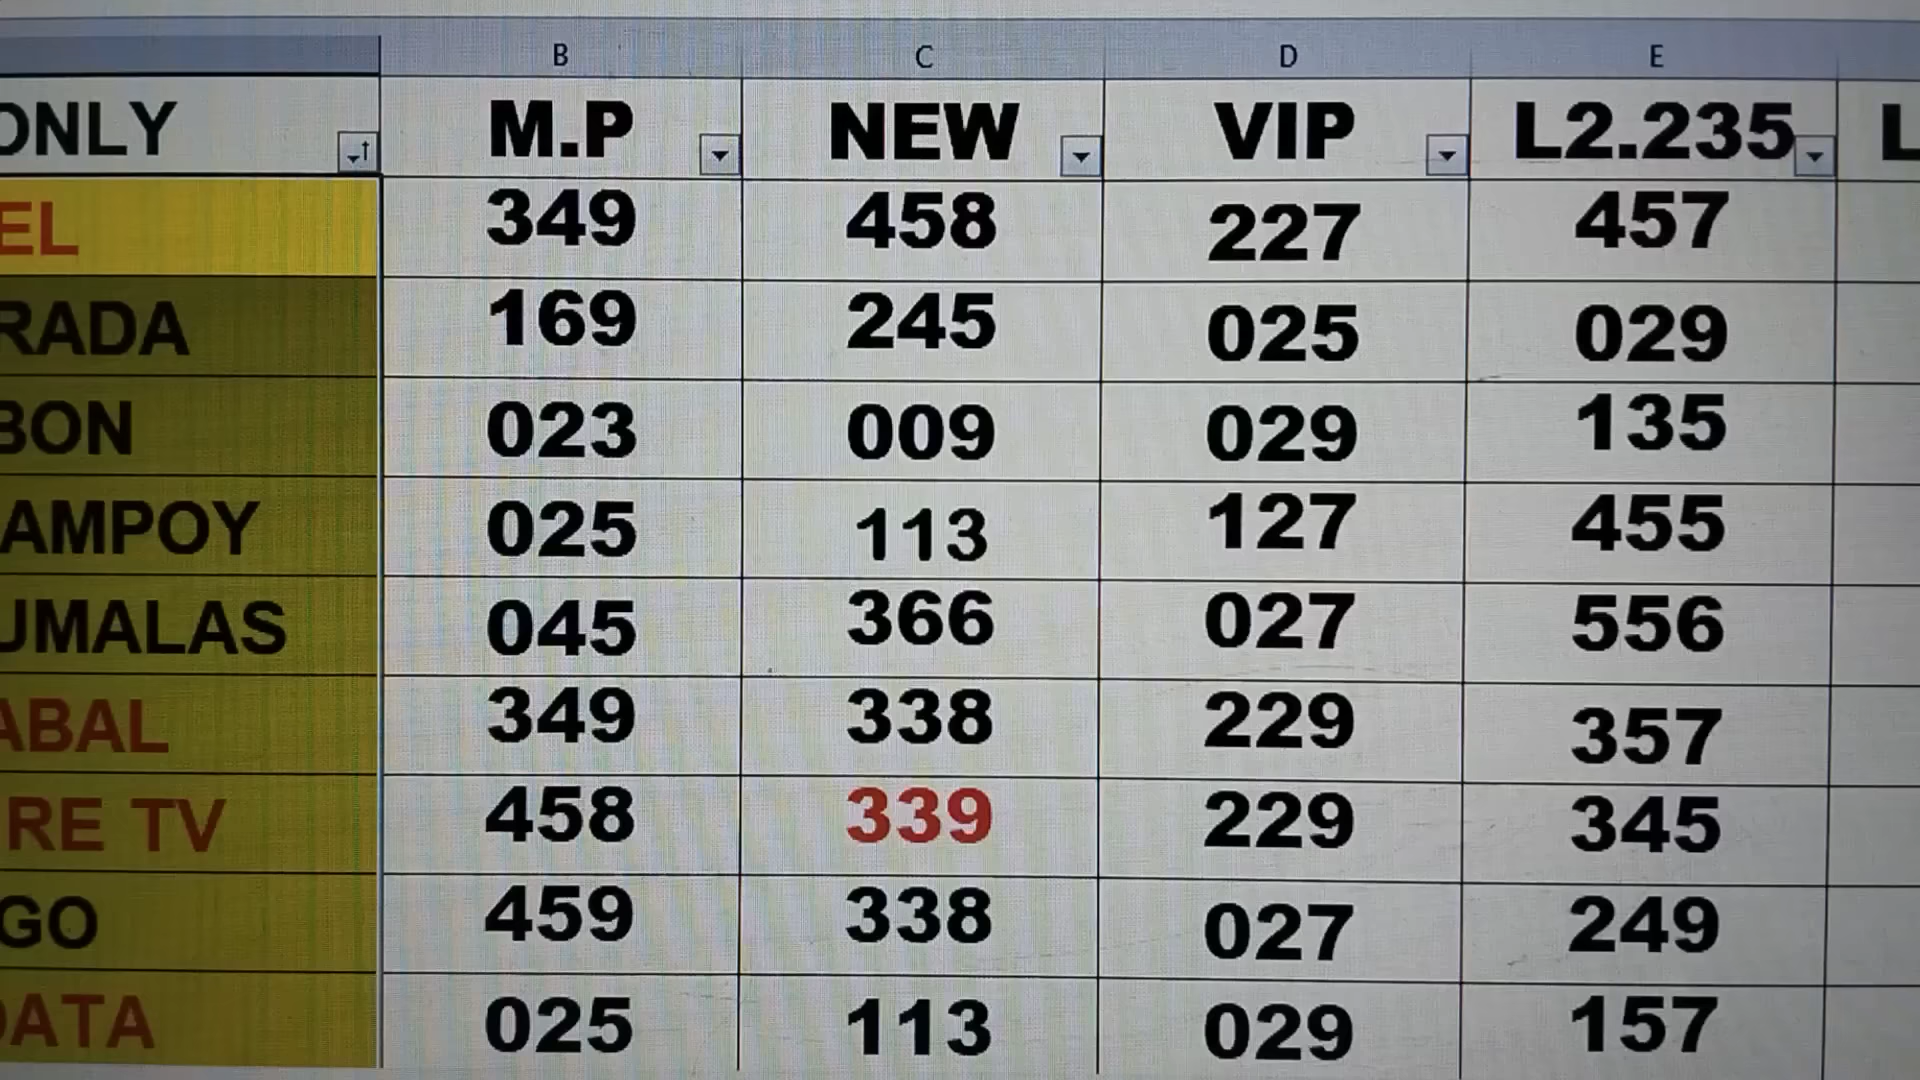 B C D E
ONLY M.P NEW VIP L2.235 L
EL 349 458 227 457
RADA 169 245 025 029
BON 023 009 029 135
AMPOY 025 113 127 455
UMALAS 045 366 027 556
ABAL 349 338 229 357
RE TV 458 339 229 345
GO 459 338 027 249
DATA 025 113 029 157